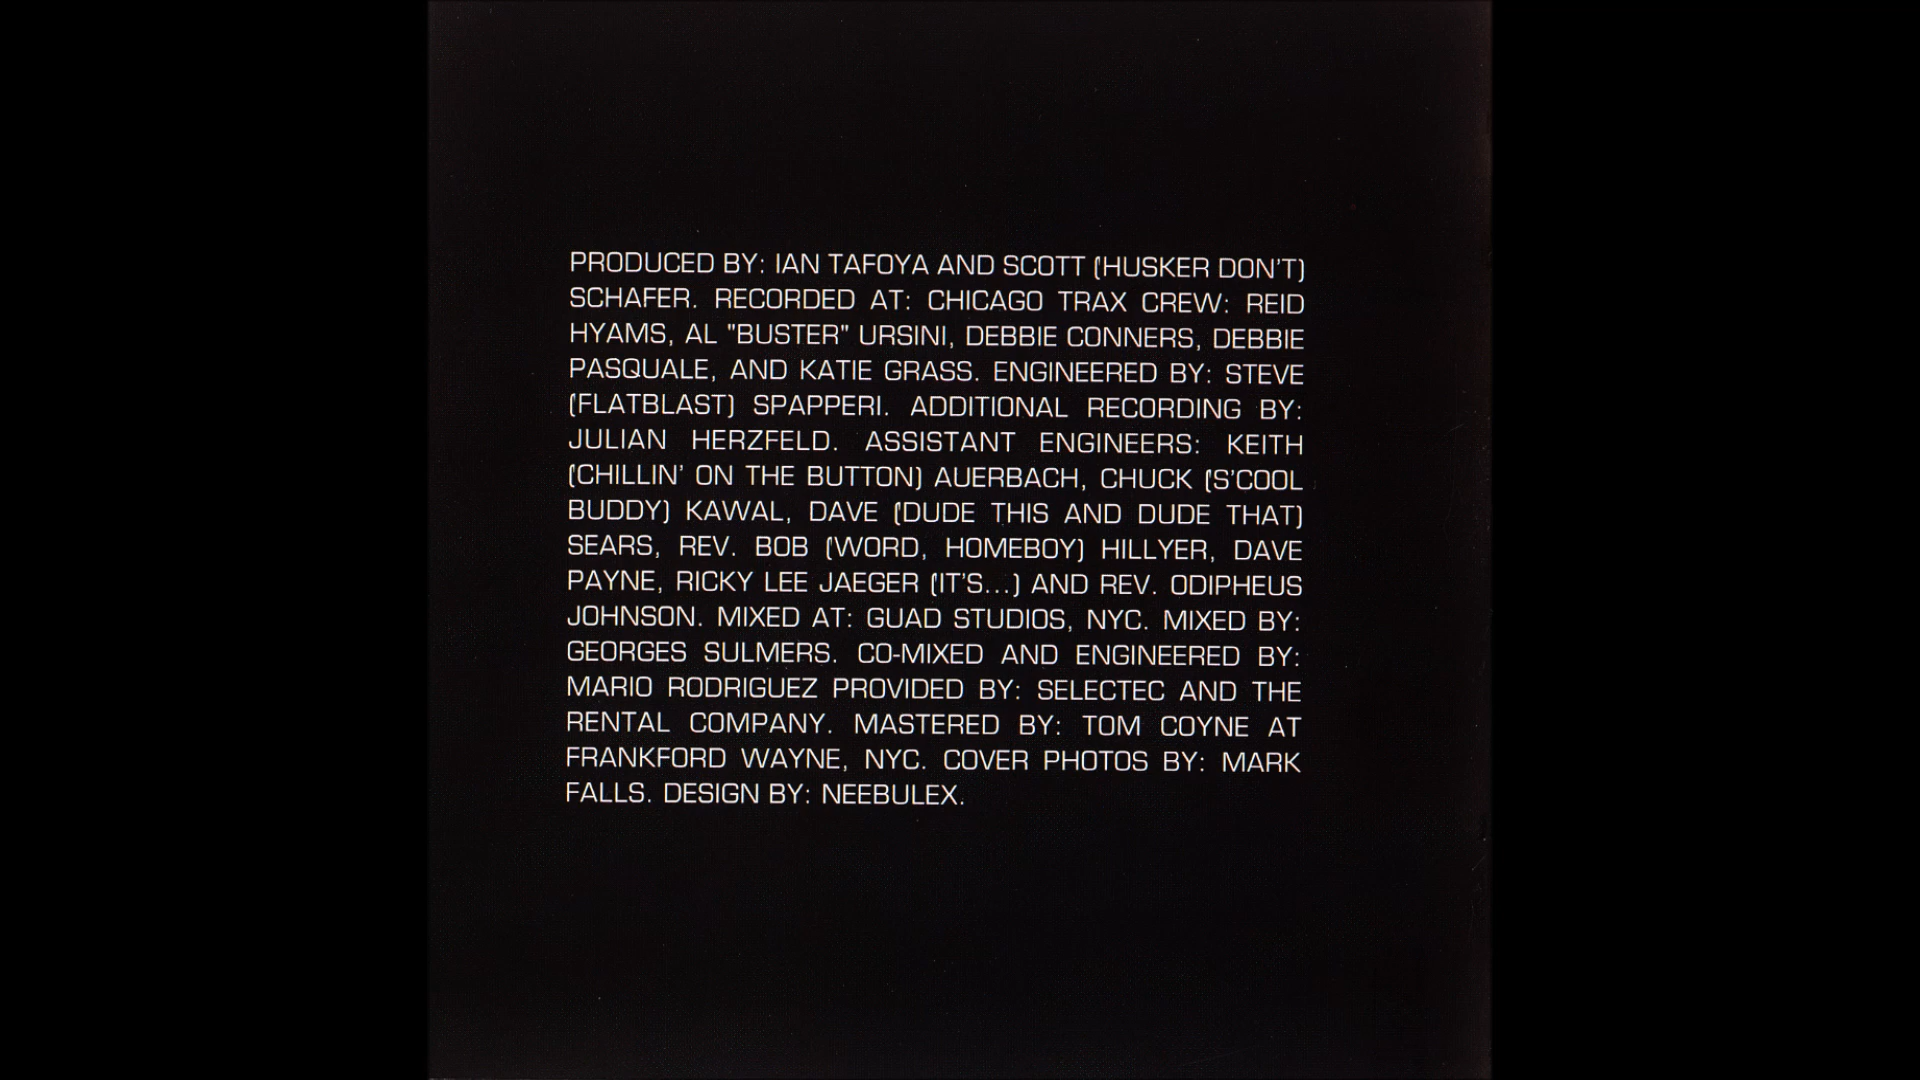 PRODUCED BY: IAN TAFOYA AND SCOTT (HUSKER DON'T)
SCHAFER. RECORDED AT: CHICAGO TRAX CREW: REID
HYAMS, AL "BUSTER" URSINI, DEBBIE CONNERS, DEBBIE
PASQUALE, AND KATIE GRASS. ENGINEERED BY: STEVE
(FLATBLAST) SPAPPERI. ADDITIONAL RECORDING BY:
JULIAN HERZFELD. ASSISTANT ENGINEERS: KEITH
(CHILLIN' ON THE BUTTON) AUERBACH, CHUCK (S'COOL
BUDDY) KAWAL, DAVE (DUDE THIS AND DUDE THAT)
SEARS, REV. BOB (WORD, HOMEBOY) HILLYER, DAVE
PAYNE, RICKY LEE JAEGER (IT'S...) AND REV. ODIPHEUS
JOHNSON. MIXED AT: GUAD STUDIOS, NYC. MIXED BY:
GEORGES SULMERS. CO-MIXED AND ENGINEERED BY:
MARIO RODRIGUEZ PROVIDED BY: SELECTEC AND THE
RENTAL COMPANY. MASTERED BY: TOM COYNE AT
FRANKFORD WAYNE, NYC. COVER PHOTOS BY: MARK
FALLS. DESIGN BY: NEEBULEX.